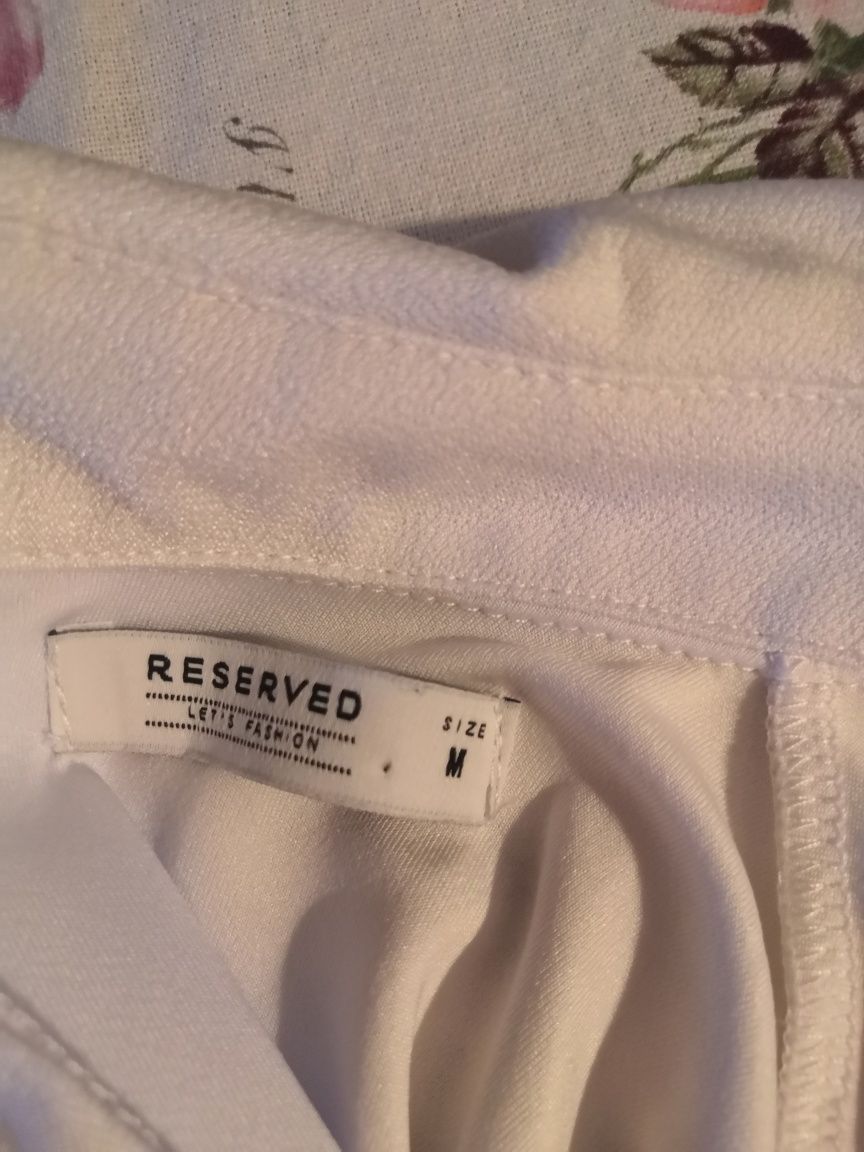 RESERVED
LET'S FASHION
SIZE
M